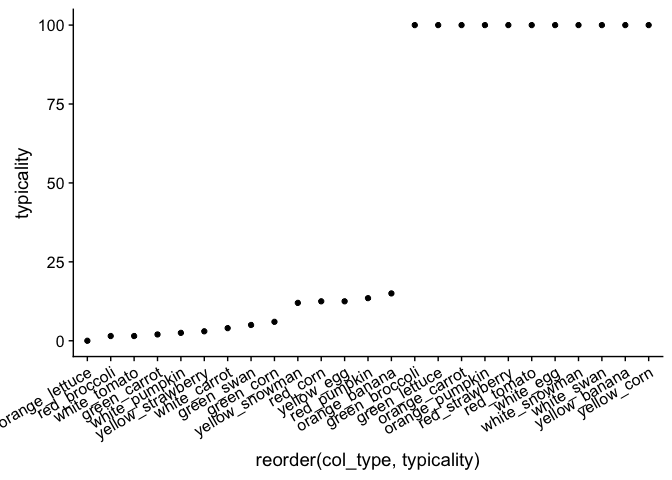 100
75
50
25
0
typicality
orange_lettuce
red_broccoli
white_tomato
green_carrot
white_pumpkin
yellow_strawberry
white_carrot
green_swan
green_corn
yellow_snowman
red_corn
yellow_egg
red_pumpkin
orange_banana
green_broccoli
green_lettuce
orange_carrot
orange_pumpkin
red_strawberry
red_tomato
white_egg
white_snowman
white_swan
yellow_banana
yellow_corn
reorder(col_type, typicality)